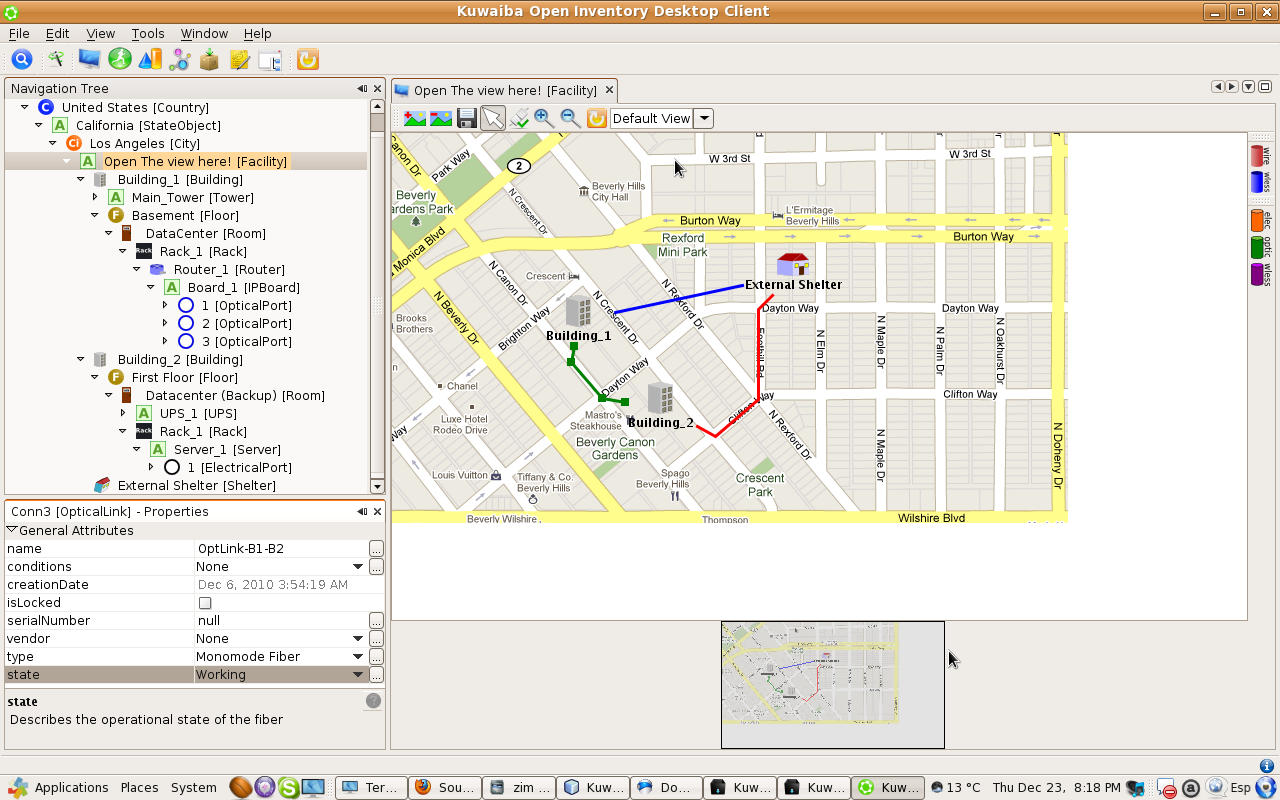 Kuwaiba Open Inventory Desktop Client
File Edit View Tools Window Help
Navigation Tree
United States [Country]
California [StateObject]
Los Angeles [City]
Open The view here! [Facility]
Building_1 [Building]
Main_Tower [Tower]
Basement [Floor]
DataCenter [Room]
Rack_1 [Rack]
Router_1 [Router]
Board_1 [IPBoard]
1 [OpticalPort]
2 [OpticalPort]
3 [OpticalPort]
Building_2 [Building]
First Floor [Floor]
Datacenter (Backup) [Room]
UPS_1 [UPS]
Rack_1 [Rack]
Server_1 [Server]
1 [ElectricalPort]
External Shelter [Shelter]
Conn3 [OpticalLink] - Properties
General Attributes
name OptLink-B1-B2 ...
conditions None ...
creationDate Dec 6, 2010 3:54:19 AM
isLocked
serialNumber null ...
vendor None ...
type Monomode Fiber ...
state Working ...
state
Describes the operational state of the fiber
Open The view here! [Facility]
Default View
Canon Dr
Park Way
2
W 3rd St
W 3rd St
Beverly
Gardens Park
N Crescent Dr
Beverly Hills
City Hall
L'Ermitage
Beverly Hills
Burton Way
Burton Way
Monica Blvd
Rexford
Mini Park
N Canon Dr
Crescent
External Shelter
N Beverly Dr
N Crescent Dr
N Rexford Dr
Dayton Way
Dayton Way
Brooks
Brothers
Brighton Way
Building_1
Foothill Rd
N Elm Dr
N Maple Dr
N Palm Dr
N Oakhurst Dr
Dayton Way
Chanel
Clifton Way
Clifton Way
Luxe Hotel
Rodeo Drive
Mastro's
Steakhouse
Building_2
N Rexford Dr
Way
Beverly Canon
Gardens
N Maple Dr
N Doheny Dr
Louis Vuitton
Tiffany & Co.
Beverly Hills
Spago
Beverly Hills
Crescent
Park
Beverly Wilshire,
Thompson
Wilshire Blvd
wire
wless
elec
optic
wless
Applications Places System Ter... Sou... zim ... Kuw... Do... Kuw... Kuw... Kuw... 13 °C Thu Dec 23, 8:18 PM Esp